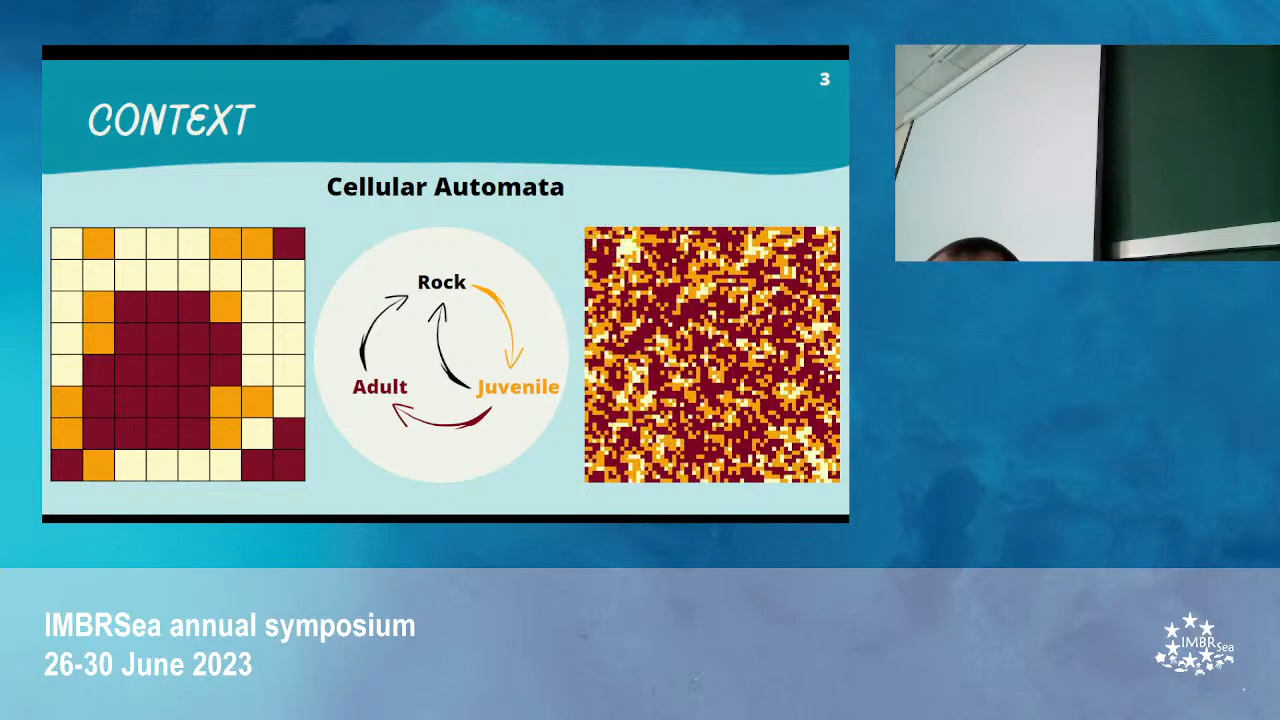 3
CONTEXT
Cellular Automata
Rock
Adult
Juvenile
IMBRSea annual symposium
26-30 June 2023
IMBRSea